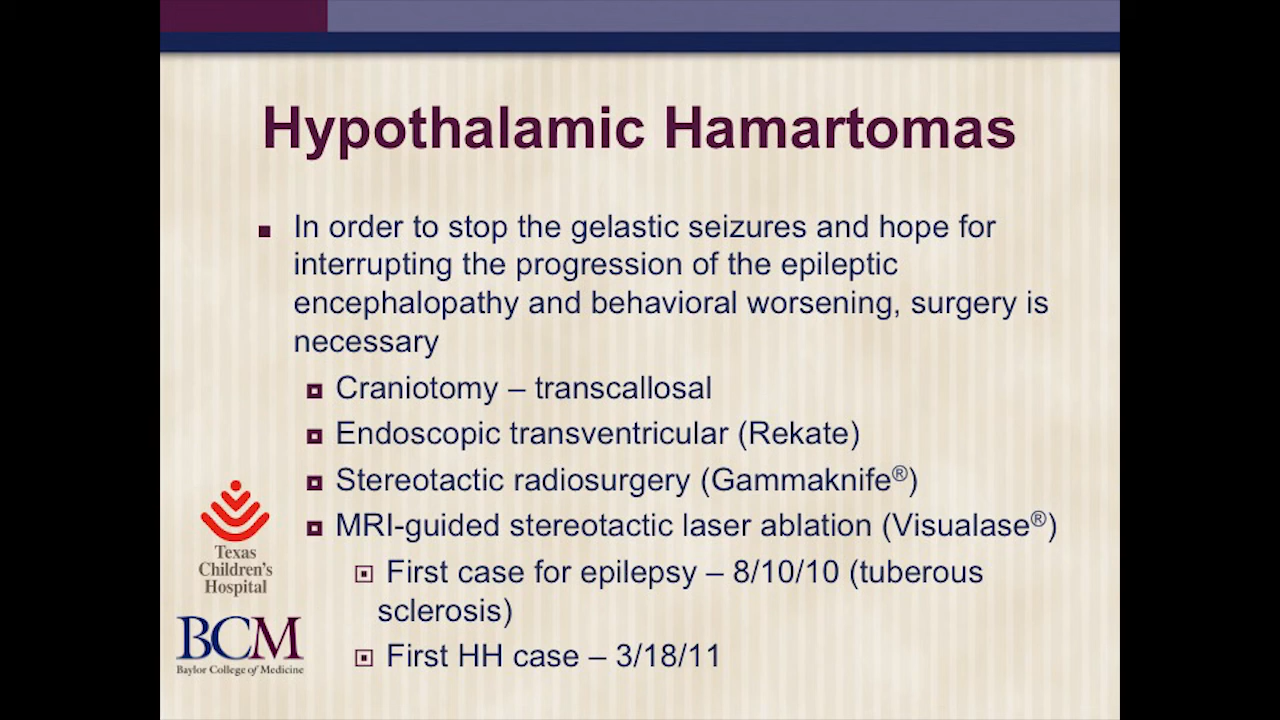 Hypothalamic Hamartomas
In order to stop the gelastic seizures and hope for
interrupting the progression of the epileptic
encephalopathy and behavioral worsening, surgery is
necessary
Craniotomy – transcallosal
Endoscopic transventricular (Rekate)
Stereotactic radiosurgery (Gammaknife®)
MRI-guided stereotactic laser ablation (Visualase®)
First case for epilepsy – 8/10/10 (tuberous
sclerosis)
First HH case – 3/18/11
Texas
Children's
Hospital
BCM
Baylor College of Medicine